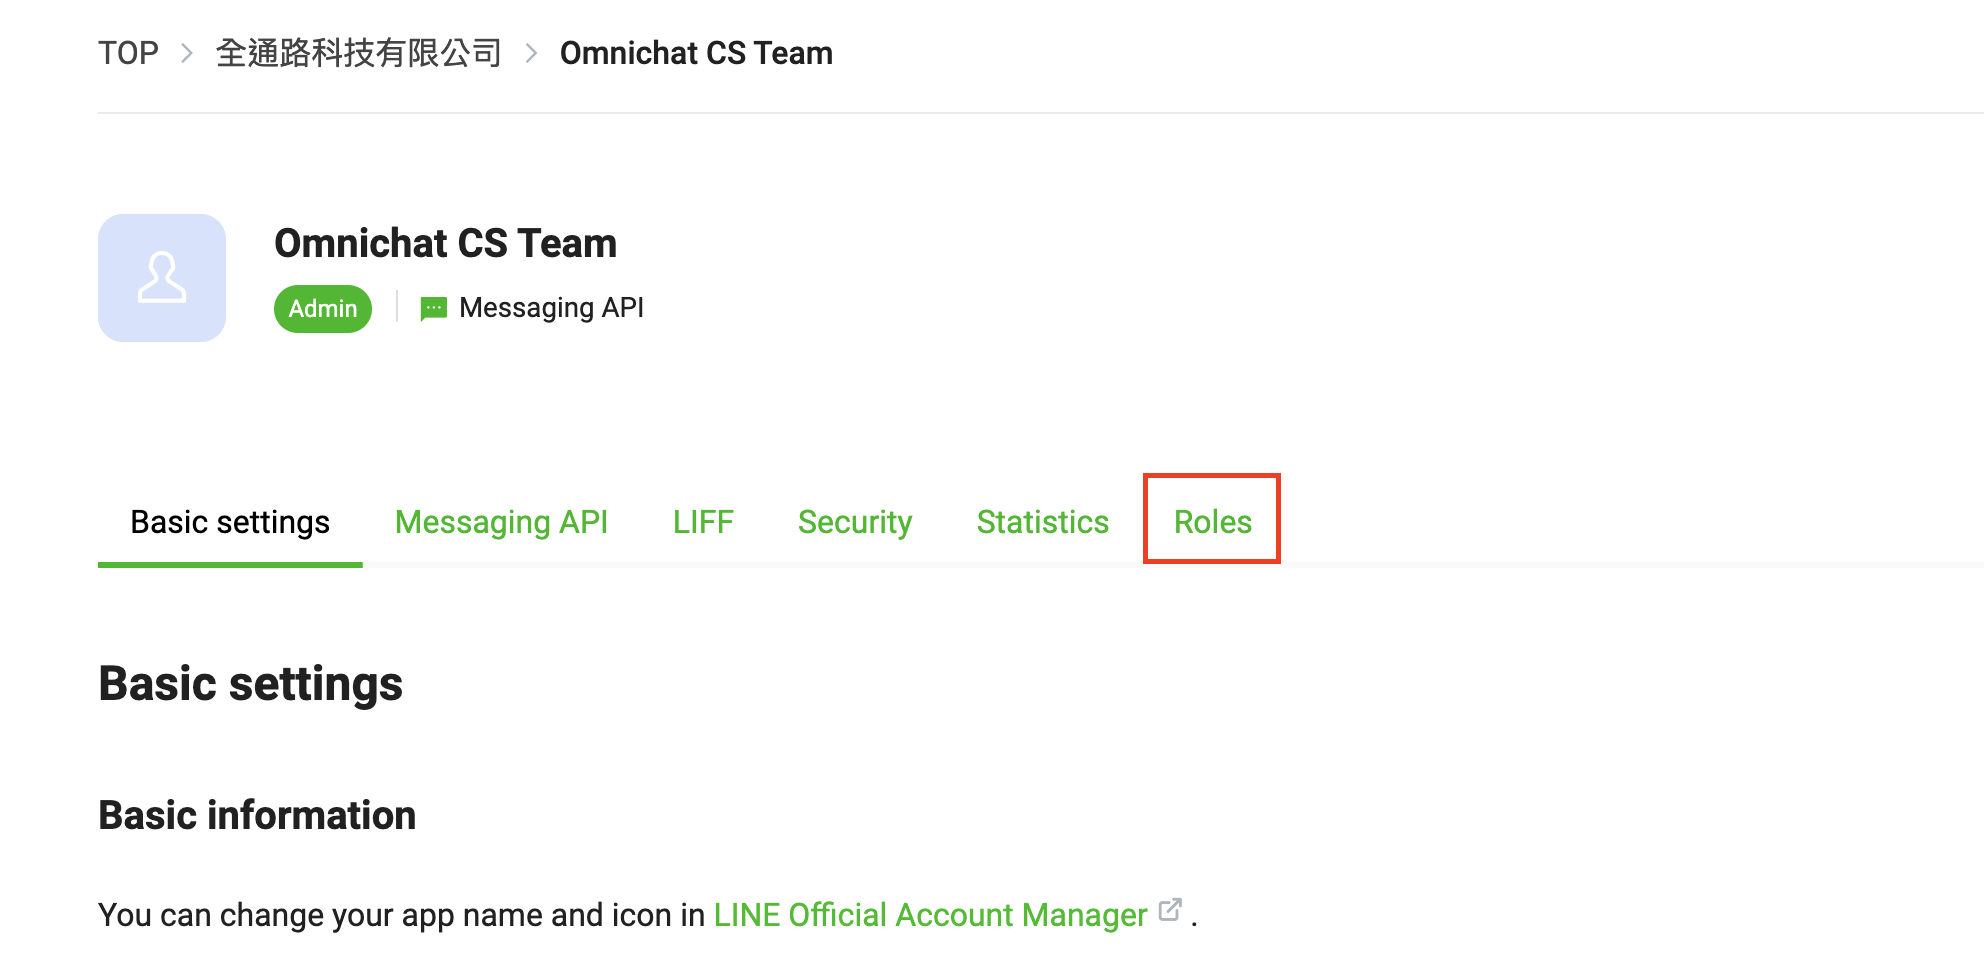 TOP > 全通路科技有限公司 > Omnichat CS Team
Omnichat CS Team
Admin Messaging API
Basic settings Messaging API LIFF Security Statistics Roles
Basic settings
Basic information
You can change your app name and icon in LINE Official Account Manager .